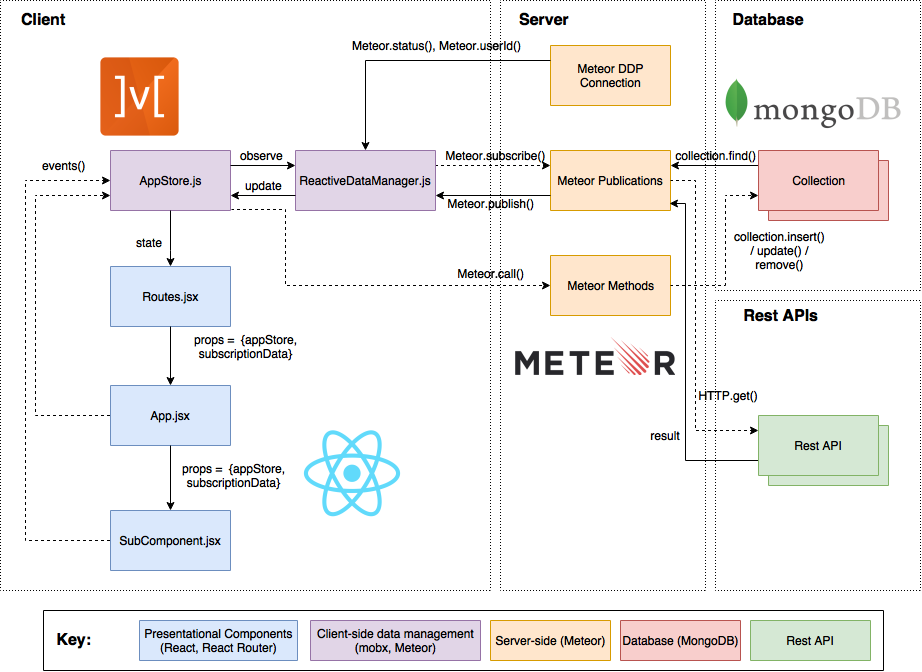 Client
Server
Database
Meteor.status(), Meteor.userId()
Meteor DDP
Connection
]v[
mongoDB
events()
AppStore.js
observe
update
ReactiveDataManager.js
Meteor.subscribe()
Meteor.publish()
Meteor Publications
collection.find()
Collection
collection.insert()
/ update() /
remove()
state
Meteor.call()
Meteor Methods
Routes.jsx
Rest APIs
props = {appStore,
subscriptionData}
METEOR
App.jsx
HTTP.get()
result
Rest API
props = {appStore,
subscriptionData}
SubComponent.jsx
Key:
Presentational Components
(React, React Router)
Client-side data management
(mobx, Meteor)
Server-side (Meteor)
Database (MongoDB)
Rest API